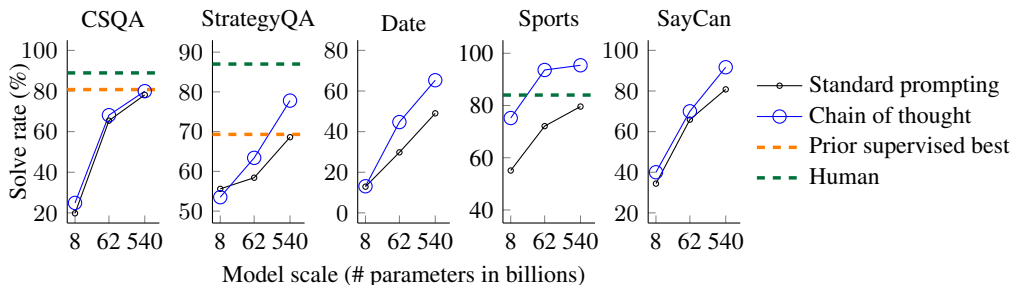 CSQA
StrategyQA
Date
Sports
SayCan
Solve rate (%)
100
80
60
40
20
90
80
70
60
50
80
60
40
20
0
100
80
60
40
100
80
60
40
20
8 62 540
8 62 540
8 62 540
8 62 540
8 62 540
Model scale (# parameters in billions)
Standard prompting
Chain of thought
Prior supervised best
Human